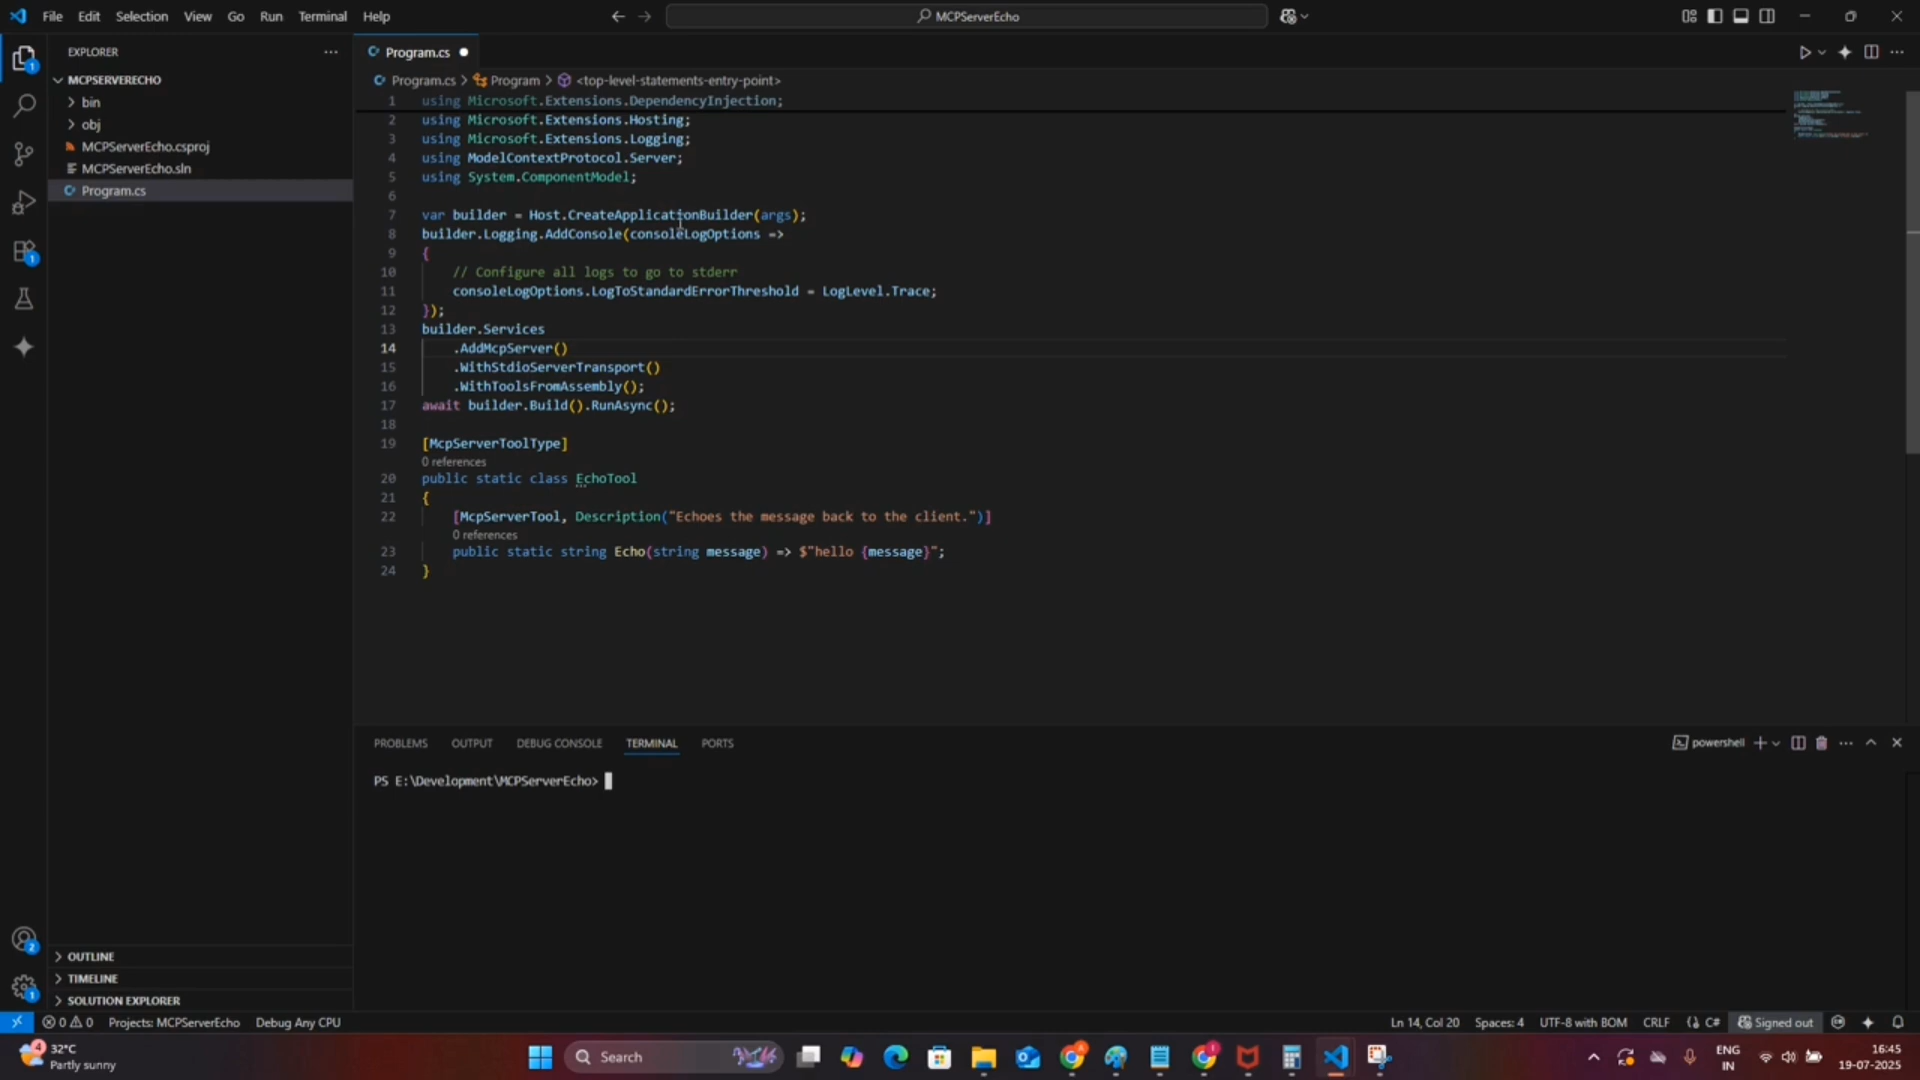 File Edit Selection View Go Run Terminal Help
MCPServerEcho
EXPLORER
Program.cs
MCPSERVERECHO
bin
obj
MCPServerEcho.csproj
MCPServerEcho.sln
Program.cs
Program.cs > Program > <top-level-statements-entry-point>
1 using Microsoft.Extensions.DependencyInjection;
2 using Microsoft.Extensions.Hosting;
3 using Microsoft.Extensions.Logging;
4 using ModelContextProtocol.Server;
5 using System.ComponentModel;
6
7 var builder = Host.CreateApplicationBuilder(args);
8 builder.Logging.AddConsole(consoleLogOptions =>
9 {
10 // Configure all logs to go to stderr
11 consoleLogOptions.LogToStandardErrorThreshold = LogLevel.Trace;
12 });
13 builder.Services
14 .AddMcpServer()
15 .WithStdioServerTransport()
16 .WithToolsFromAssembly();
17 await builder.Build().RunAsync();
18
19 [McpServerToolType]
0 references
20 public static class EchoTool
21 {
22 [McpServerTool, Description("Echoes the message back to the client.")]
0 references
23 public static string Echo(string message) => $"hello {message}";
24 }
PROBLEMS OUTPUT DEBUG CONSOLE TERMINAL PORTS
powershell
PS E:\Development\MCPServerEcho>
OUTLINE
TIMELINE
SOLUTION EXPLORER
0 0 Projects: MCPServerEcho Debug Any CPU
Ln 14, Col 20 Spaces: 4 UTF-8 with BOM CRLF C# Signed out
4 32°C
Partly sunny
Search
ENG
IN
16:45
19-07-2025